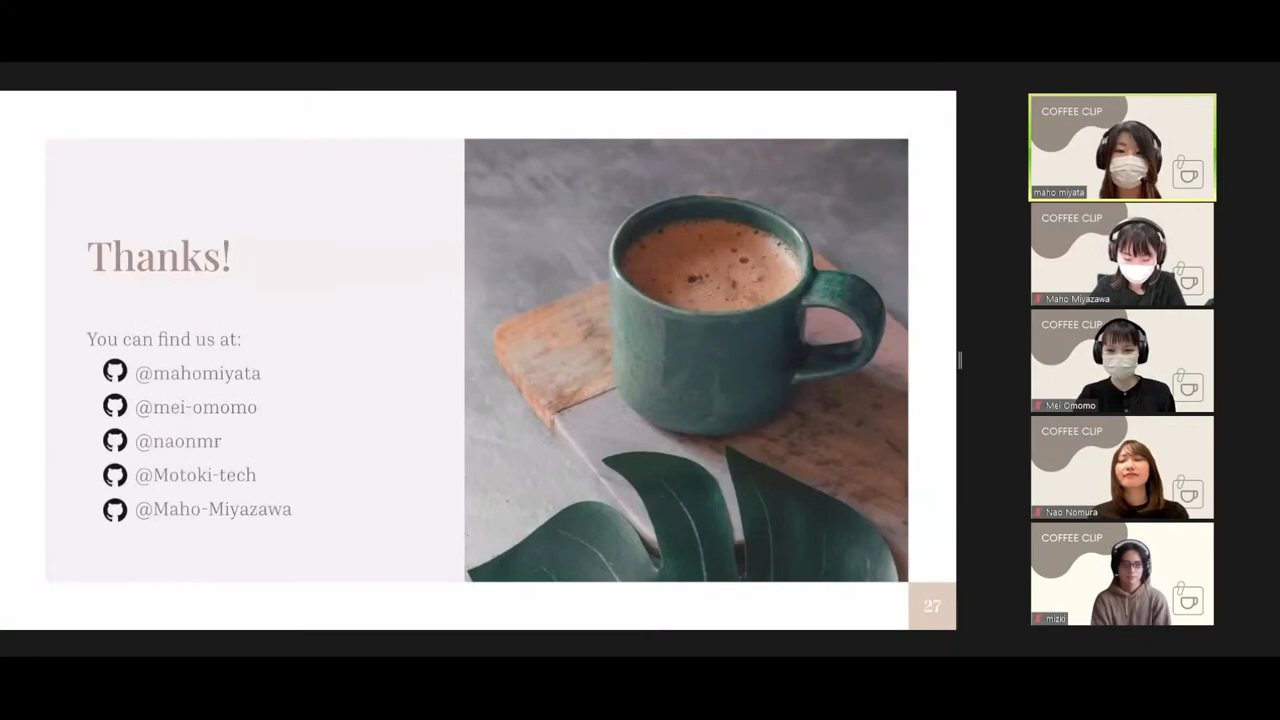 Thanks!
You can find us at:
@mahomiyata
@mei-omomo
@naonmr
@Motoki-tech
@Maho-Miyazawa
27
COFFEE CLIP
maho miyata
COFFEE CLIP
Maho Miyazawa
COFFEE CLIP
Mei Omomo
COFFEE CLIP
Nao Nomura
COFFEE CLIP
mizki